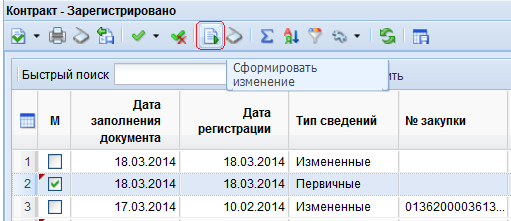 Контракт - Зарегистрировано
Сформировать изменение
Быстрый поиск
ить
М Дата заполнения документа Дата регистрации Тип сведений № закупки
1 18.03.2014 18.03.2014 Измененные
2 18.03.2014 18.03.2014 Первичные
3 17.03.2014 10.02.2014 Измененные 0136200003613...